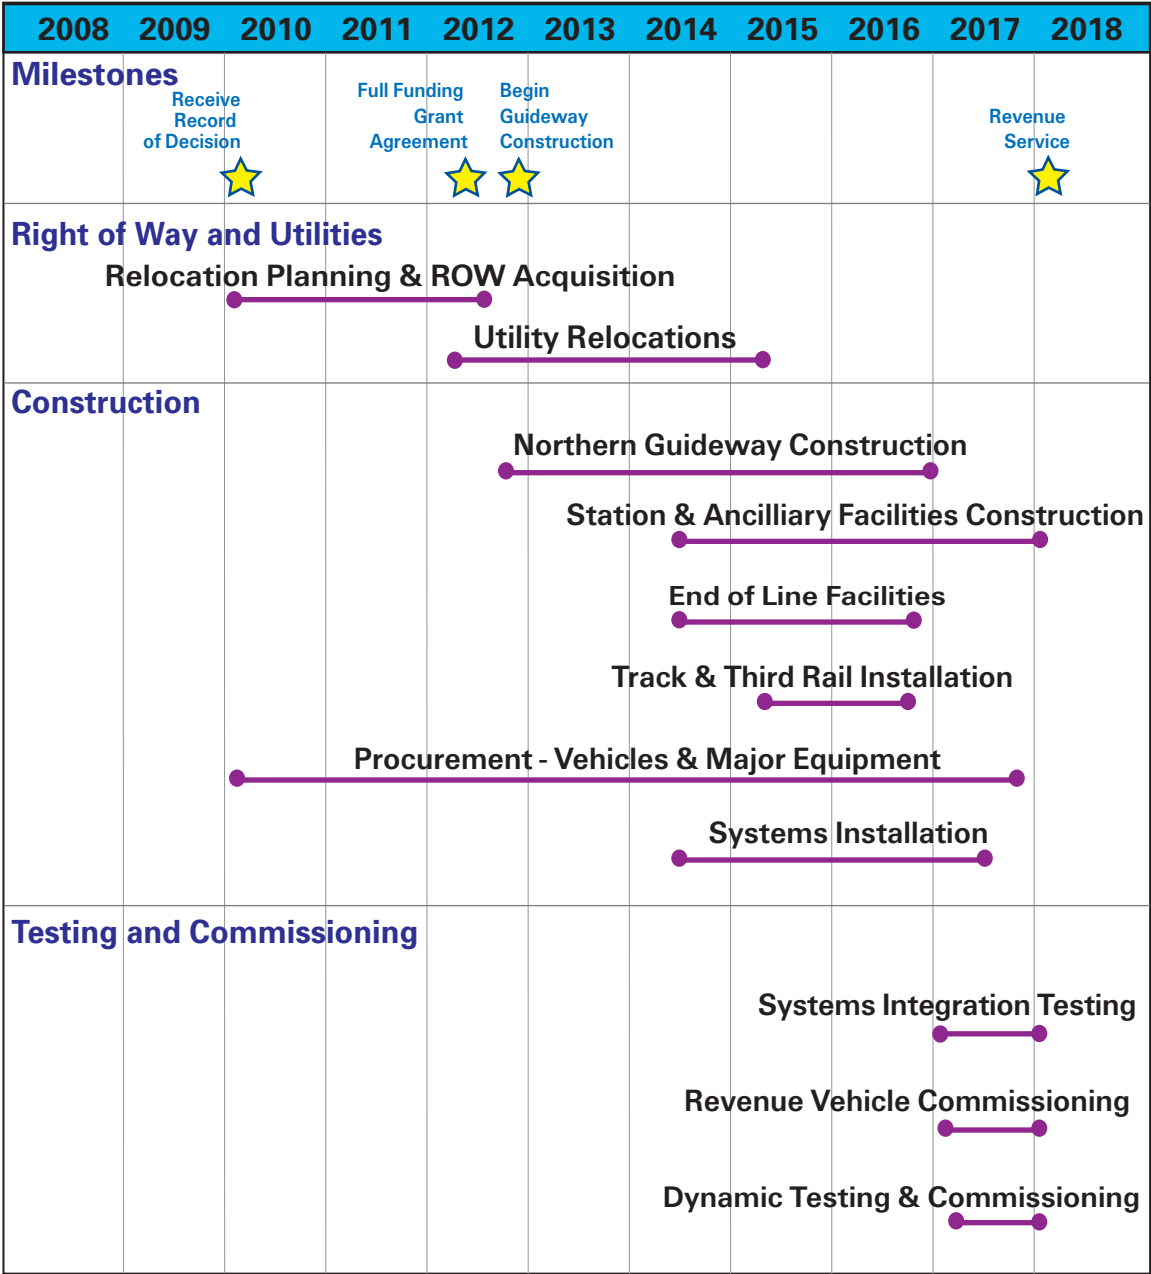 2008 2009 2010 2011 2012 2013 2014 2015 2016 2017 2018
Milestones
Receive
Record
of Decision
Full Funding
Grant
Agreement
Begin
Guideway
Construction
Revenue
Service
Right of Way and Utilities
Relocation Planning & ROW Acquisition
Utility Relocations
Construction
Northern Guideway Construction
Station & Ancilliary Facilities Construction
End of Line Facilities
Track & Third Rail Installation
Procurement - Vehicles & Major Equipment
Systems Installation
Testing and Commissioning
Systems Integration Testing
Revenue Vehicle Commissioning
Dynamic Testing & Commissioning